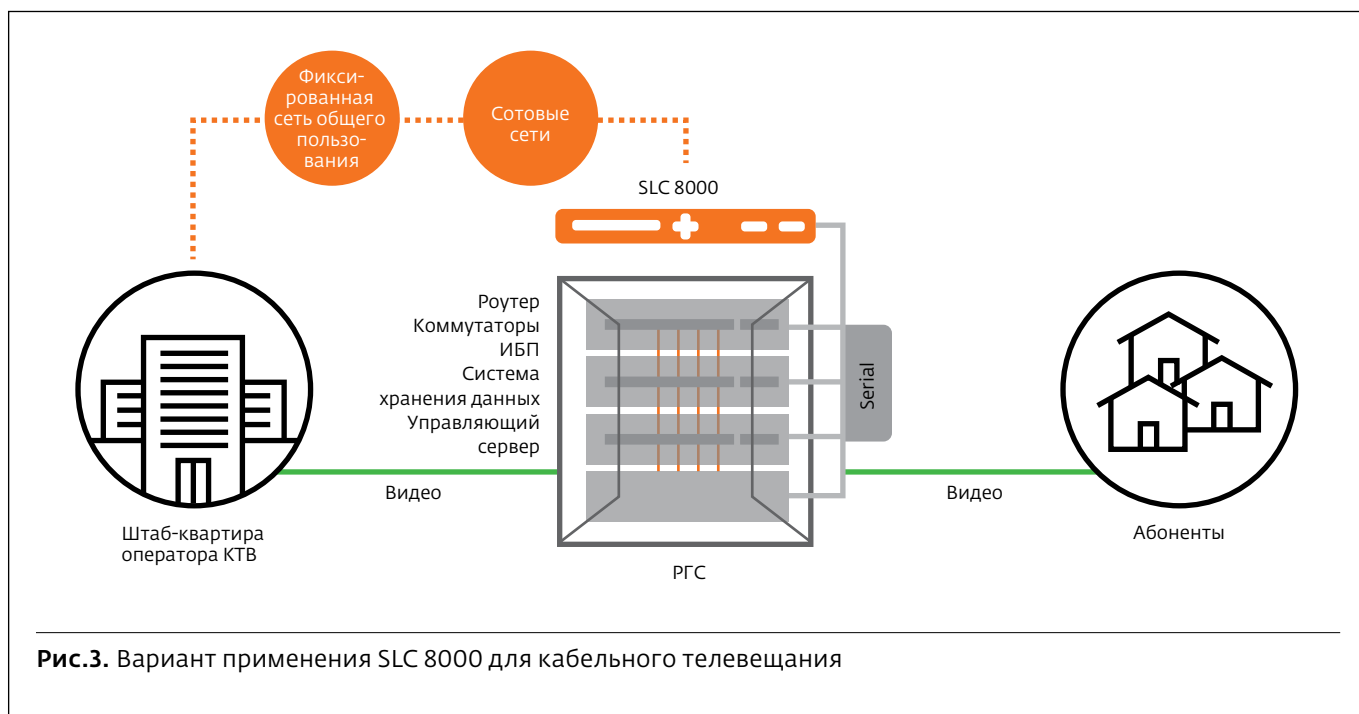 Фикси-
рованная
сеть общего
пользо-
вания
Сотовые
сети
SLC 8000
Роутер
Коммутаторы
ИБП
Система
хранения данных
Управляющий
сервер
Serial
Видео
Видео
Штаб-квартира
оператора КТВ
РГС
Абоненты
Рис.3. Вариант применения SLC 8000 для кабельного телевещания